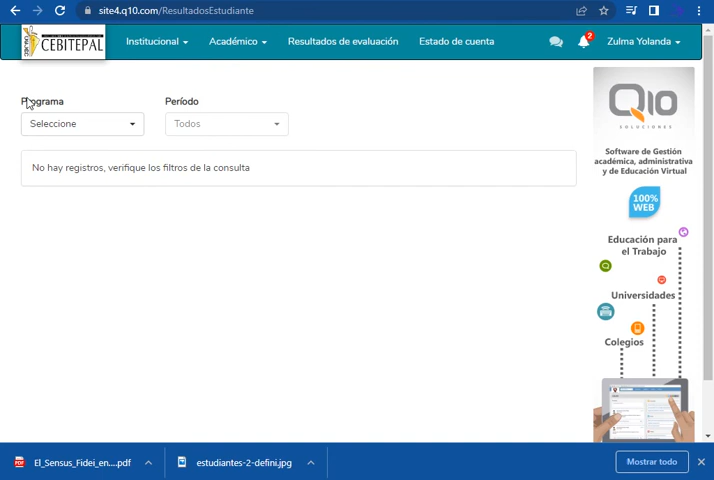 site4.q10.com/ResultadosEstudiante
CEBITEPAL
Institucional
Académico
Resultados de evaluación
Estado de cuenta
2
Zulma Yolanda
Programa
Período
Seleccione
Todos
No hay registros, verifique los filtros de la consulta
Q10
SOLUCIONES
Software de Gestión
académica, administrativa
y de Educación Virtual
100%
WEB
Educación para
el Trabajo
Universidades
Colegios
El_Sensus_Fidei_en....pdf
estudiantes-2-defini.jpg
Mostrar todo